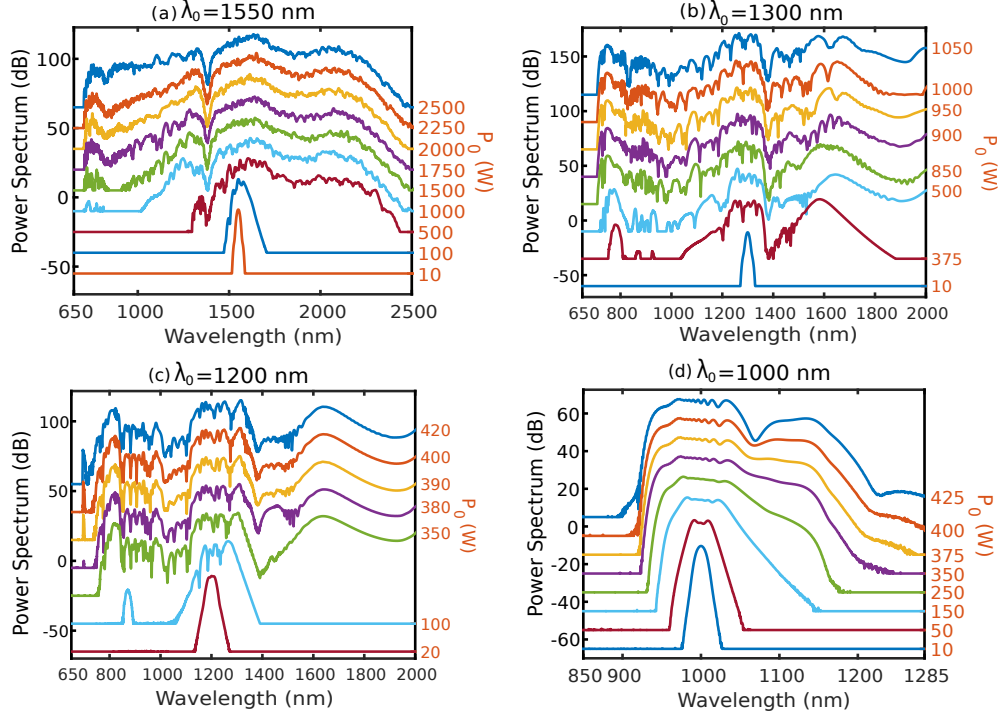 (a) λ₀=1550 nm
Power Spectrum (dB)
100
50
0
-50
2500
2250
2000
1750
1500
1000
500
100
10
P₀ (W)
650 1000 1500 2000 2500
Wavelength (nm)
(b) λ₀=1300 nm
Power Spectrum (dB)
150
100
50
0
-50
1050
1000
950
900
850
500
375
10
P₀ (W)
650 800 1000 1200 1400 1600 1800 2000
Wavelength (nm)
(c) λ₀=1200 nm
Power Spectrum (dB)
100
50
0
-50
420
400
390
380
350
100
20
P₀ (W)
650 800 1000 1200 1400 1600 1800 2000
Wavelength (nm)
(d) λ₀=1000 nm
Power Spectrum (dB)
60
40
20
0
-20
-40
-60
425
400
375
350
250
150
50
10
P₀ (W)
850 900 1000 1100 1200 1285
Wavelength (nm)